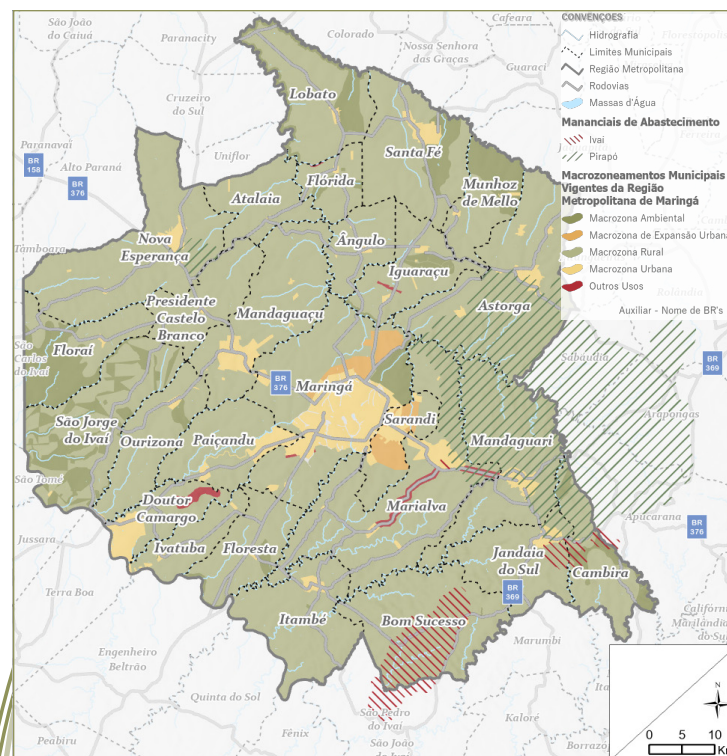 São João
do Caiuá
Paranacity
Colorado
Cafeara
Nossa Senhora
das Graças
Guaraci
Cruzeiro
do Sul
Lobato
Paranavaí
Alto Paraná
Uniflor
BR
158
BR
376
Santa Fé
Flórida
Atalaia
Munhoz
de Mello
Tamboara
Nova
Esperança
Ângulo
Iguaraçu
Astorga
Presidente
Castelo
Branco
Mandaguaçu
São
Carlos
do Ivaí
Floraí
BR
376
Maringá
Sabáudia
BR
369
Arapongas
São Jorge
do Ivaí
Ourizona
Paiçandu
Sarandi
Mandaguari
São Tomé
Doutor
Camargo
Marialva
Apucarana
BR
376
Jussara
Ivatuba
Floresta
Jandaia
do Sul
Cambira
Terra Boa
BR
369
Itambé
Bom Sucesso
Marumbi
Engenheiro
Beltrão
Quinta do Sol
São Pedro
do Ivaí
Kaloré
Fênix
São João
do Ivaí
Peabiru
Borrazo
Califórni
Marilândia
do Su
Rolândia
CONVENÇÕES
Hidrografia
Limites Municipais
Região Metropolitana
Rodovias
Massas d'Água
Mananciais de Abastecimento
Ivaí
Pirapó
Macrozoneamentos Municipais
Vigentes da Região
Metropolitana de Maringá
Macrozona Ambiental
Macrozona de Expansão Urbana
Macrozona Rural
Macrozona Urbana
Outros Usos
Auxiliar - Nome de BR's
N
0 5 10